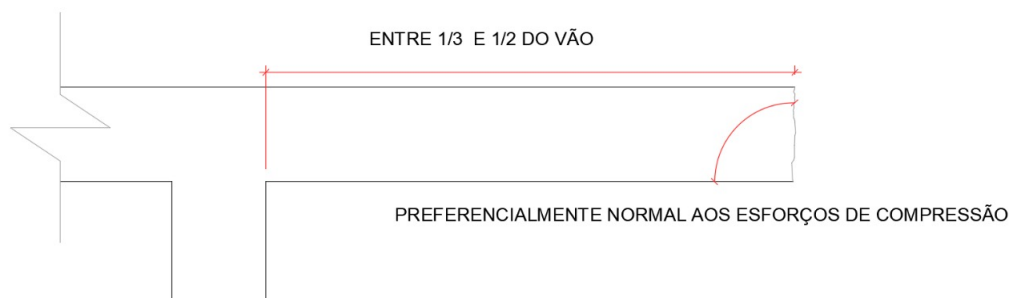 ENTRE 1/3 E 1/2 DO VÃO
PREFERENCIALMENTE NORMAL AOS ESFORÇOS DE COMPRESSÃO